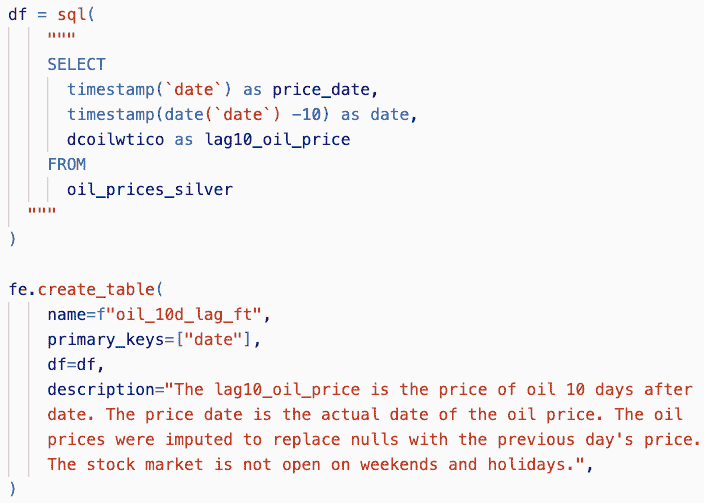 df = sql(
    """
    SELECT
      timestamp(`date`) as price_date,
      timestamp(date(`date`) -10) as date,
      dcoilwtico as lag10_oil_price
    FROM
      oil_prices_silver
  """
)

fe.create_table(
    name=f"oil_10d_lag_ft",
    primary_keys=["date"],
    df=df,
    description="The lag10_oil_price is the price of oil 10 days after
    date. The price date is the actual date of the oil price. The oil
    prices were imputed to replace nulls with the previous day's price.
    The stock market is not open on weekends and holidays.",
)